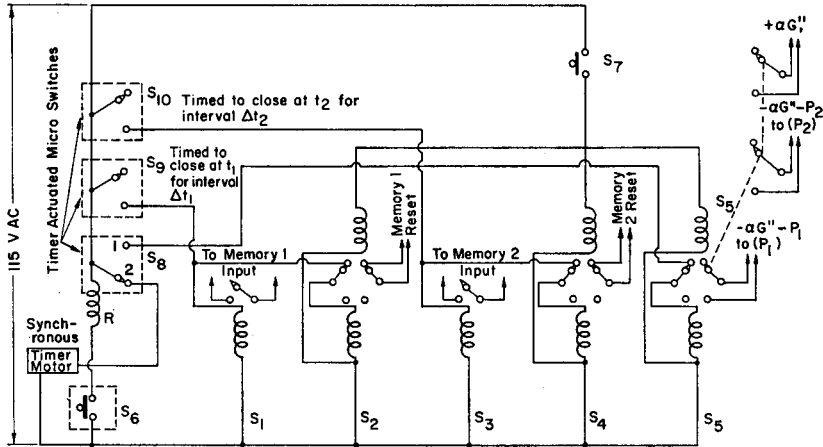 115 V AC
Timer Actuated Micro Switches
S10
Timed to close at t2 for
interval Δt2
S9
Timed to
close at t1
for interval
Δt1
1
S8
2
R
Synch-
ronous
Timer
Motor
S6
To Memory 1
Input
S1
Memory 1
Reset
S2
To Memory 2
Input
S3
S7
Memory
2 Reset
S4
S5
S5
+αG1"
-αG"-P2
to (P2)
-αG"-P1
to (P1)